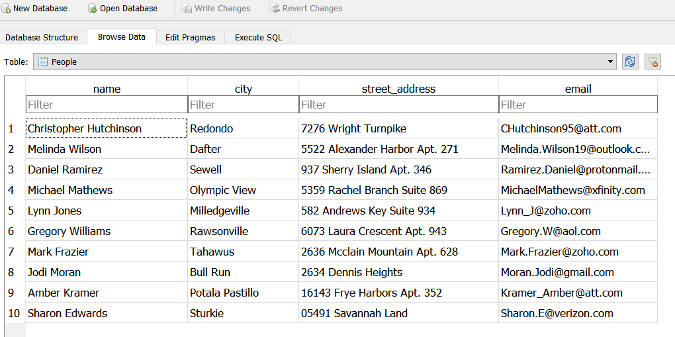 New Database Open Database Write Changes Revert Changes
Database Structure Browse Data Edit Pragmas Execute SQL
Table: People
name city street_address email
Filter Filter Filter Filter
1 Christopher Hutchinson Redondo 7276 Wright Turnpike CHutchinson95@att.com
2 Melinda Wilson Dafter 5522 Alexander Harbor Apt. 271 Melinda.Wilson19@outlook.c...
3 Daniel Ramirez Sewell 937 Sherry Island Apt. 346 Ramirez.Daniel@protonmail....
4 Michael Mathews Olympic View 5359 Rachel Branch Suite 869 MichaelMathews@xfinity.com
5 Lynn Jones Milledgeville 582 Andrews Key Suite 934 Lynn_J@zoho.com
6 Gregory Williams Rawsonville 6073 Laura Crescent Apt. 943 Gregory.W@aol.com
7 Mark Frazier Tahawus 2636 Mcclain Mountain Apt. 628 Mark.Frazier@zoho.com
8 Jodi Moran Bull Run 2634 Dennis Heights Moran.Jodi@gmail.com
9 Amber Kramer Potala Pastillo 16143 Frye Harbors Apt. 352 Kramer_Amber@att.com
10 Sharon Edwards Sturkie 05491 Savannah Land Sharon.E@verizon.com